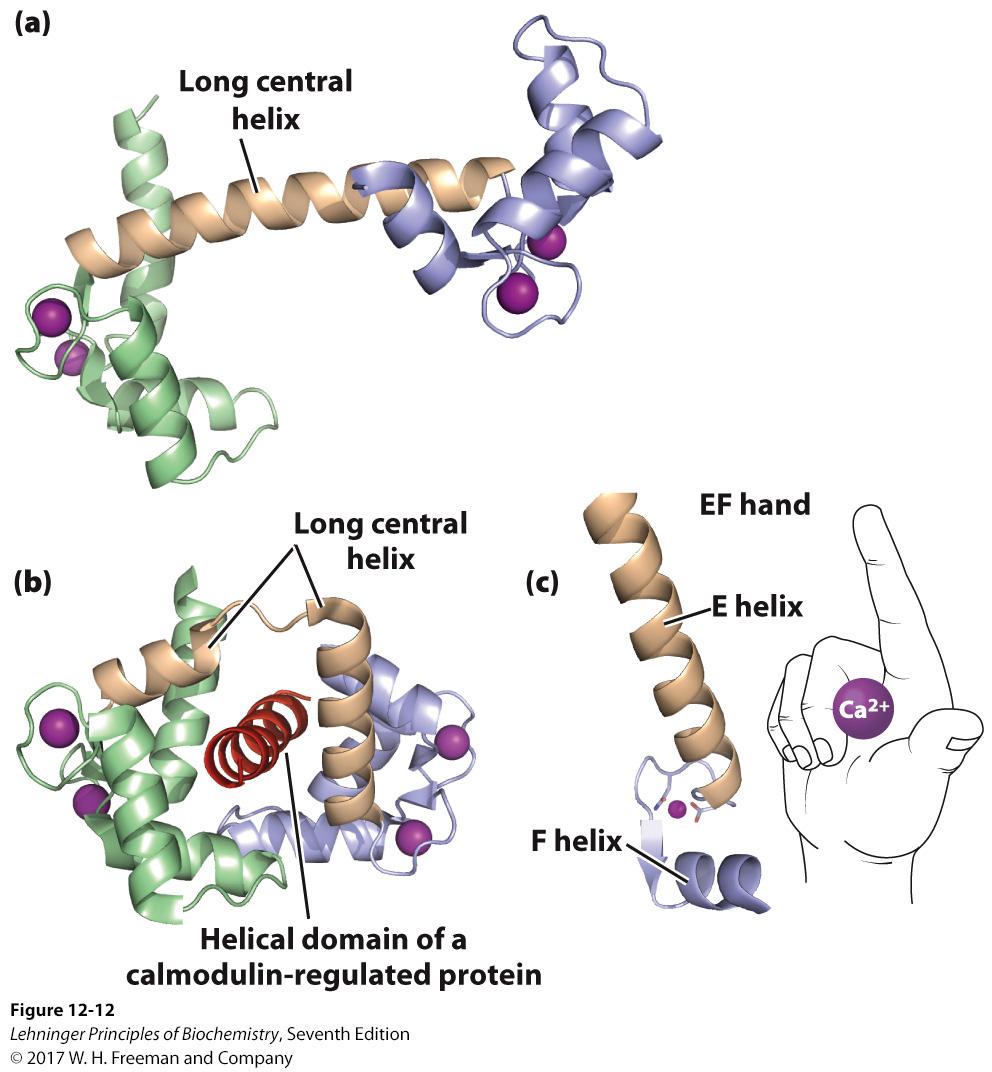 (a)
Long central
helix
(b)
Long central
helix
Helical domain of a
calmodulin-regulated protein
(c)
EF hand
E helix
Ca²⁺
F helix
Figure 12-12
Lehninger Principles of Biochemistry, Seventh Edition
© 2017 W. H. Freeman and Company